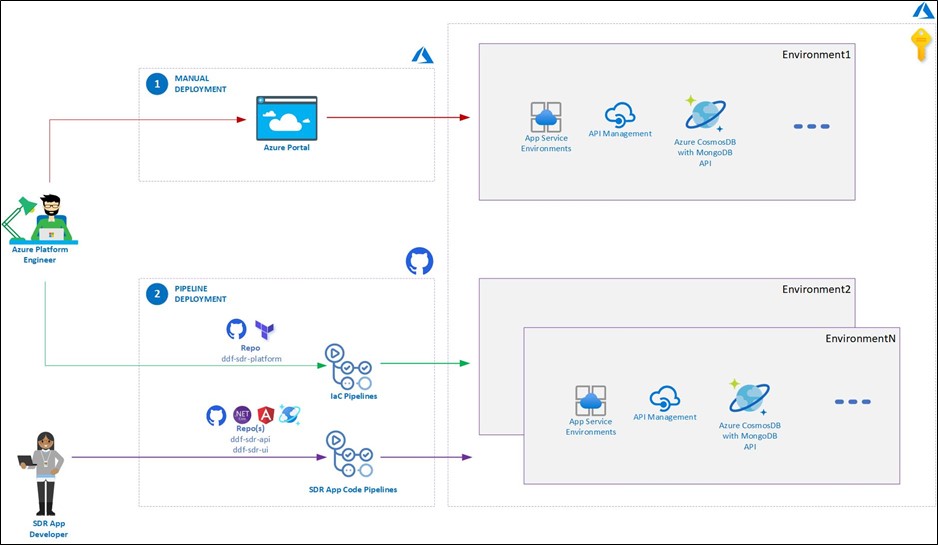 Environment1
1
MANUAL
DEPLOYMENT
Azure Portal
App Service
Environments
API Management
Azure CosmosDB
with MongoDB
API
Azure Platform
Engineer
2
PIPELINE
DEPLOYMENT
Repo
ddf-sdr-platform
IaC Pipelines
.NET
Repo(s)
ddf-sdr-api
ddf-sdr-ui
SDR App Code Pipelines
SDR App
Developer
Environment2
EnvironmentN
App Service
Environments
API Management
Azure CosmosDB
with MongoDB
API